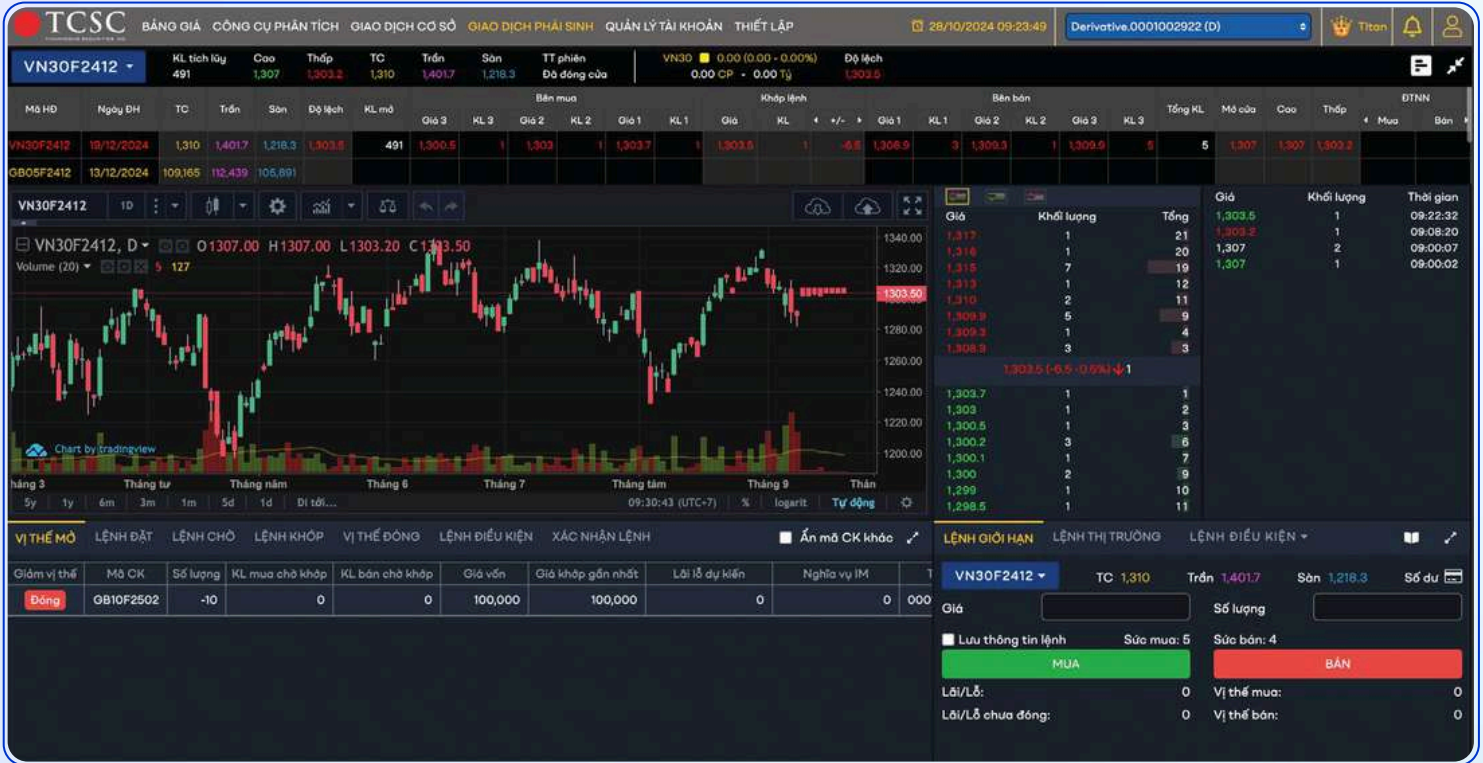 TCSC BẢNG GIÁ CÔNG CỤ PHÂN TÍCH GIAO DỊCH CƠ SỞ GIAO DỊCH PHÁI SINH QUẢN LÝ TÀI KHOẢN THIẾT LẬP 28/10/2024 09:23:49 Derivative.0001002922 (D) Titan
VN30F2412 KL tích lũy Cao Thấp TC Trần Sàn TT phiên VN30 0.00 (0.00 - 0.00%) Độ lệch
491 1,307 1,303.2 1,310 1,401.7 1,218.3 Đã đóng cửa 0.00 CP - 0.00 Tỷ 1,303.5
Mã HĐ Ngày ĐH TC Trần Sàn Độ lệch KL mở Bên mua Khớp lệnh Bên bán Tổng KL Mở cửa Cao Thấp ĐTNN
Giá 3 KL 3 Giá 2 KL 2 Giá 1 KL 1 Giá KL +/- Giá 1 KL 1 Giá 2 KL 2 Giá 3 KL 3 Mua Bán
VN30F2412 19/12/2024 1,310 1,401.7 1,218.3 1,303.5 491 1,300.5 1 1,303 1 1,303.7 1 1,303.5 1 -6.5 1,308.9 3 1,309.3 1 1,309.9 5 5 1,307 1,307 1,303.2
GB05F2412 13/12/2024 109,165 112,439 105,891
VN30F2412 1D
VN30F2412, D O1307.00 H1307.00 L1303.20 C1303.50
Volume (20) 5 127
1340.00
1320.00
1303.50
1280.00
1260.00
1240.00
1220.00
1200.00
Chart by tradingview
háng 3 Tháng tư Tháng năm Tháng 6 Tháng 7 Tháng tám Tháng 9 Thán
5y 1y 6m 3m 1m 5d 1d Di tới... 09:30:43 (UTC+7) % logarit Tự động
Giá Khối lượng Tổng
1,317 1 21
1,316 1 20
1,315 7 19
1,313 1 12
1,310 2 11
1,309.9 5 9
1,309.3 1 4
1,308.9 3 3
1,303.5 (-6.5 -0.5%) 1
1,303.7 1 1
1,303 1 2
1,300.5 1 3
1,300.2 3 6
1,300.1 1 7
1,300 2 9
1,299 1 10
1,298.5 1 11
Giá Khối lượng Thời gian
1,303.5 1 09:22:32
1,303.2 1 09:08:20
1,307 2 09:00:07
1,307 1 09:00:02
VỊ THẾ MỞ LỆNH ĐẶT LỆNH CHỜ LỆNH KHỚP VỊ THẾ ĐÓNG LỆNH ĐIỀU KIỆN XÁC NHẬN LỆNH Ẩn mã CK khác
Giảm vị thế Mã CK Số lượng KL mua chờ khớp KL bán chờ khớp Giá vốn Giá khớp gần nhất Lãi lỗ dự kiến Nghĩa vụ IM T
Đóng GB10F2502 -10 0 0 100,000 100,000 0 0 000
LỆNH GIỚI HẠN LỆNH THỊ TRƯỜNG LỆNH ĐIỀU KIỆN
VN30F2412 TC 1,310 Trần 1,401.7 Sàn 1,218.3 Số dư
Giá Số lượng
Lưu thông tin lệnh Sức mua: 5 Sức bán: 4
MUA BÁN
Lãi/Lỗ: 0 Vị thế mua: 0
Lãi/Lỗ chưa đóng: 0 Vị thế bán: 0